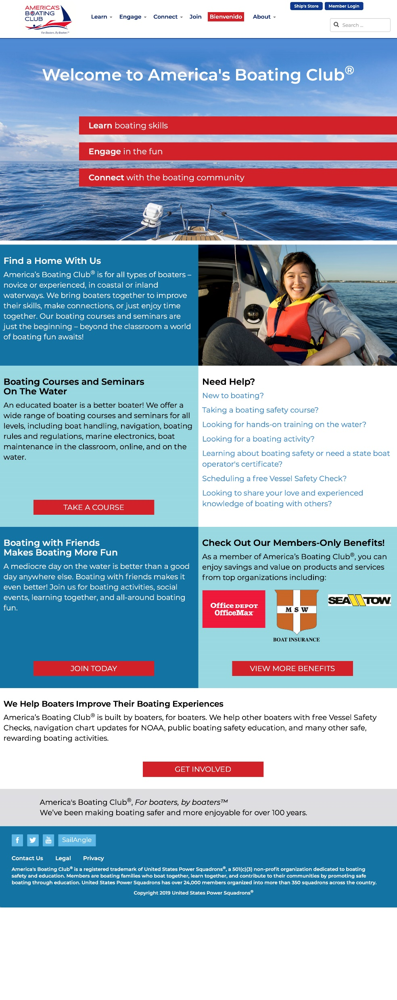 AMERICA'S
BOATING
CLUB
For Boaters, By Boaters™
Ship's Store
Member Login
Learn
Engage
Connect
Join
Bienvenido
About
Search ...
Welcome to America's Boating Club®
Learn boating skills
Engage in the fun
Connect with the boating community
Find a Home With Us
America’s Boating Club® is for all types of boaters –
novice or experienced, in coastal or inland
waterways. We bring boaters together to improve
their skills, make connections, or just enjoy time
together. Our boating courses and seminars are
just the beginning – beyond the classroom a world
of boating fun awaits!
Boating Courses and Seminars
On The Water
An educated boater is a better boater! We offer a
wide range of boating courses and seminars for all
levels, including boat handling, navigation, boating
rules and regulations, marine electronics, boat
maintenance in the classroom, online, and on the
water.
TAKE A COURSE
Need Help?
New to boating?
Taking a boating safety course?
Looking for hands-on training on the water?
Looking for a boating activity?
Learning about boating safety or need a state boat
operator's certificate?
Scheduling a free Vessel Safety Check?
Looking to share your love and experienced
knowledge of boating with others?
Boating with Friends
Makes Boating More Fun
A mediocre day on the water is better than a good
day anywhere else. Boating with friends makes it
even better! Join us for boating activities, social
events, learning together, and all-around boating
fun.
JOIN TODAY
Check Out Our Members-Only Benefits!
As a member of America’s Boating Club®, you can
enjoy savings and value on products and services
from top organizations including:
Office DEPOT
OfficeMax
M S W
BOAT INSURANCE
SEA TOW
VIEW MORE BENEFITS
We Help Boaters Improve Their Boating Experiences
America’s Boating Club® is built by boaters, for boaters. We help other boaters with free Vessel Safety
Checks, navigation chart updates for NOAA, public boating safety education, and many other safe,
rewarding boating activities.
GET INVOLVED
America's Boating Club®, For boaters, by boaters™
We’ve been making boating safer and more enjoyable for over 100 years.
f
You Tube
SailAngle
Contact Us
Legal
Privacy
America's Boating Club® is a registered trademark of United States Power Squadrons®, a 501(c)(3) non-profit organization dedicated to boating
safety and education. Members are boating families who boat together, learn together, and contribute to their communities by promoting safe
boating through education. United States Power Squadrons has over 24,000 members organized into more than 350 squadrons across the country.
Copyright 2019 United States Power Squadrons®